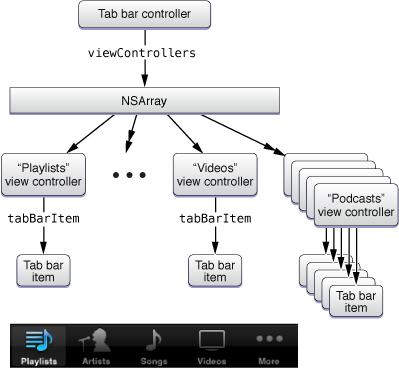 Tab bar controller
viewControllers
NSArray
“Playlists”
view controller
“Videos”
view controller
“Podcasts”
view controller
tabBarItem
tabBarItem
Tab bar
item
Tab bar
item
Tab bar
item
Playlists
Artists
Songs
Videos
More